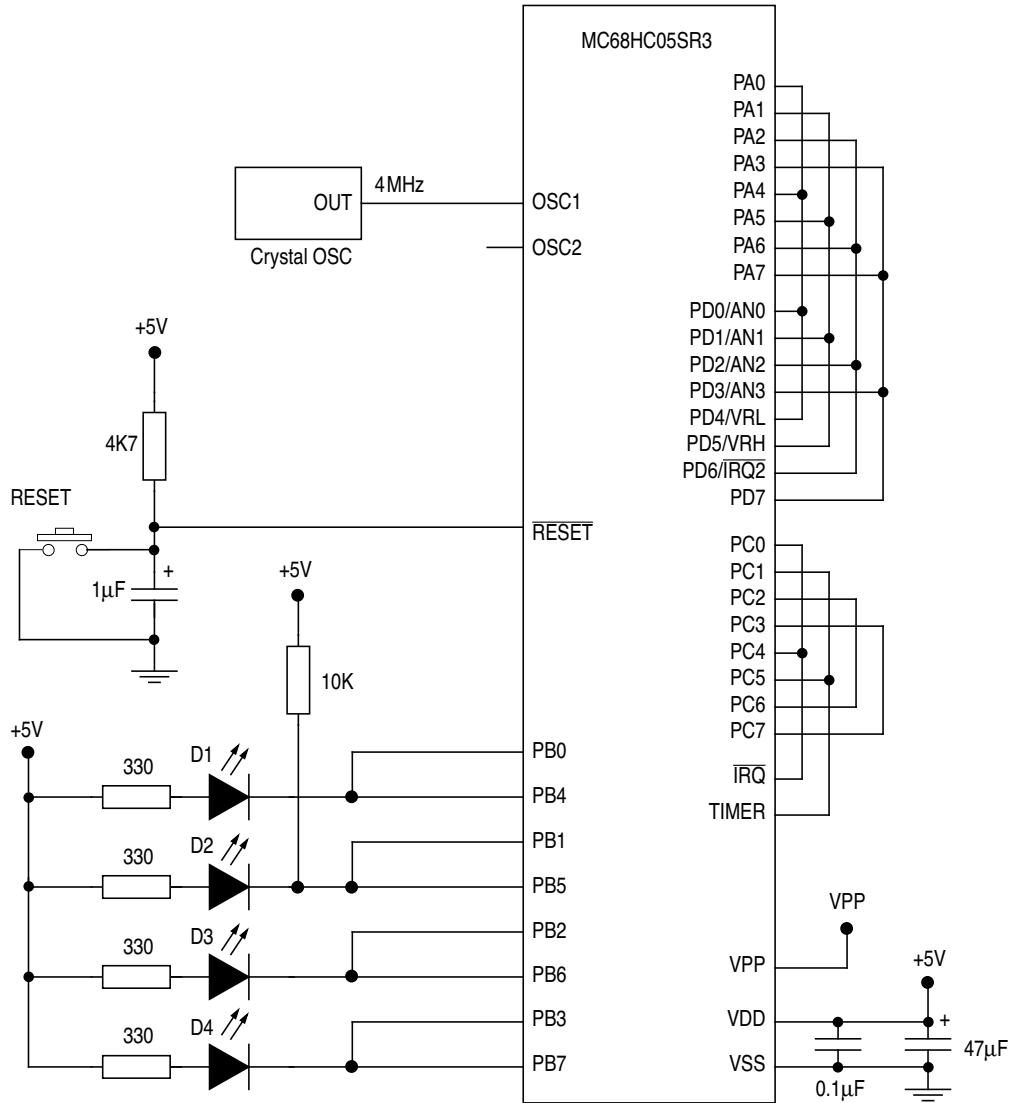 MC68HC05SR3
PA0
PA1
PA2
PA3
PA4
PA5
PA6
PA7
PD0/AN0
PD1/AN1
PD2/AN2
PD3/AN3
PD4/VRL
PD5/VRH
PD6/IRQ2
PD7
PC0
PC1
PC2
PC3
PC4
PC5
PC6
PC7
IRQ
TIMER
VPP
VPP
+5V
VDD
+
47μF
VSS
0.1μF
OUT
4MHz
OSC1
Crystal OSC
OSC2
+5V
4K7
RESET
RESET
+
1μF
+5V
10K
+5V
330
D1
PB0
PB4
330
D2
PB1
PB5
330
D3
PB2
PB6
330
D4
PB3
PB7